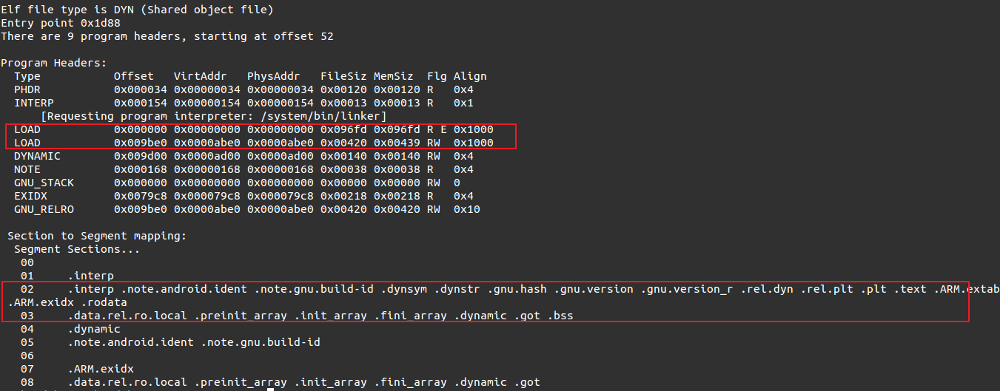 Elf file type is DYN (Shared object file)
Entry point 0x1d88
There are 9 program headers, starting at offset 52
Program Headers:
Type Offset VirtAddr PhysAddr FileSiz MemSiz Flg Align
PHDR 0x000034 0x00000034 0x00000034 0x00120 0x00120 R 0x4
INTERP 0x000154 0x00000154 0x00000154 0x00013 0x00013 R 0x1
[Requesting program interpreter: /system/bin/linker]
LOAD 0x000000 0x00000000 0x00000000 0x096fd 0x096fd R E 0x1000
LOAD 0x009be0 0x0000abe0 0x0000abe0 0x00420 0x00439 RW 0x1000
DYNAMIC 0x009d00 0x0000ad00 0x0000ad00 0x00140 0x00140 RW 0x4
NOTE 0x000168 0x00000168 0x00000168 0x00038 0x00038 R 0x4
GNU_STACK 0x000000 0x00000000 0x00000000 0x00000 0x00000 RW 0
EXIDX 0x0079c8 0x000079c8 0x000079c8 0x00218 0x00218 R 0x4
GNU_RELRO 0x009be0 0x0000abe0 0x0000abe0 0x00420 0x00420 RW 0x10
Section to Segment mapping:
Segment Sections...
00
01 .interp
02 .interp .note.android.ident .note.gnu.build-id .dynsym .dynstr .gnu.hash .gnu.version .gnu.version_r .rel.dyn .rel.plt .plt .text .ARM.extab
.ARM.exidx .rodata
03 .data.rel.ro.local .preinit_array .init_array .fini_array .dynamic .got .bss
04 .dynamic
05 .note.android.ident .note.gnu.build-id
06
07 .ARM.exidx
08 .data.rel.ro.local .preinit_array .init_array .fini_array .dynamic .got